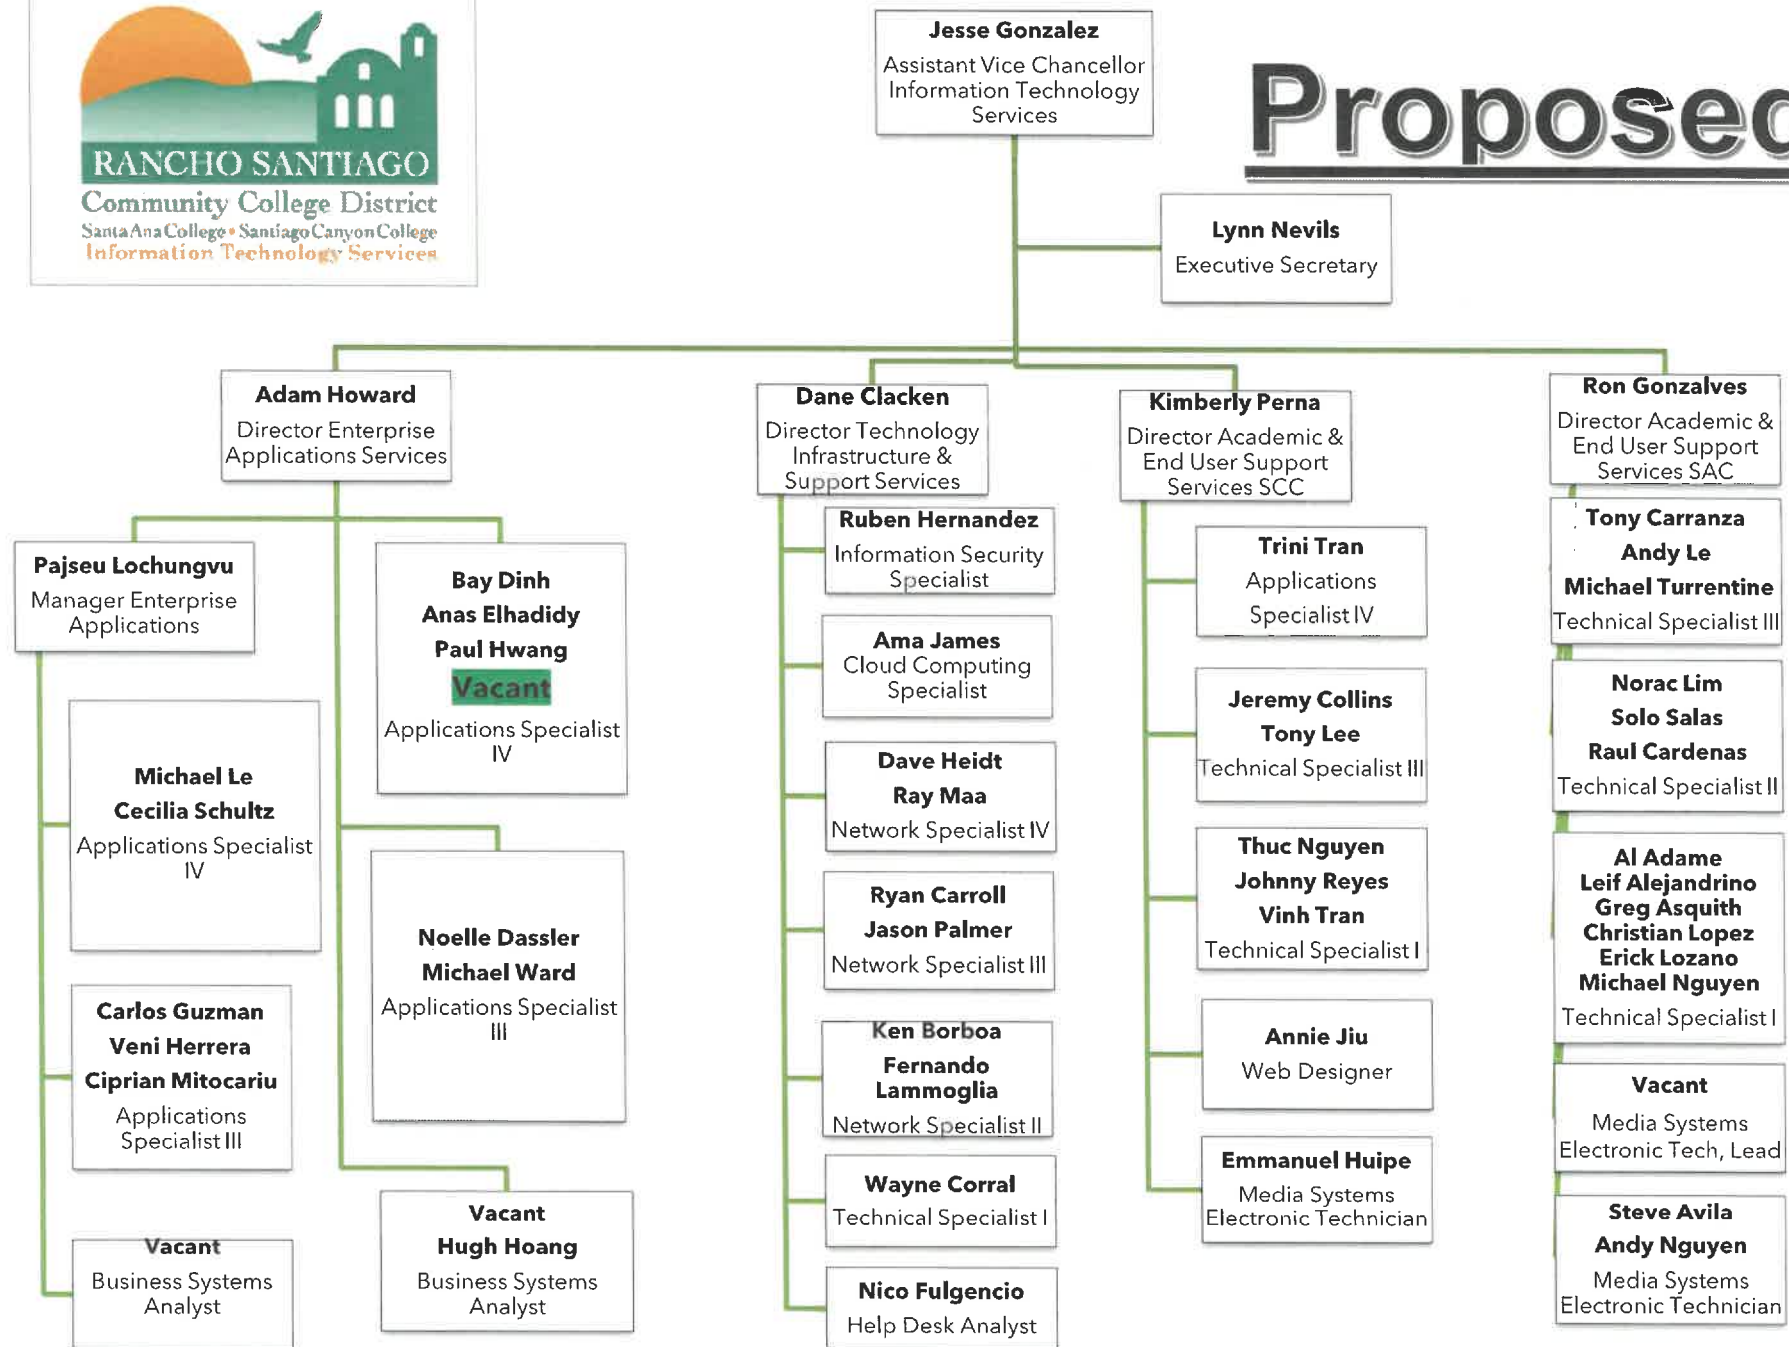 RANCHO SANTIAGO
Community College District
Santa Ana College • Santiago Canyon College
Information Technology Services
Jesse Gonzalez
Assistant Vice Chancellor
Information Technology
Services
Proposed
Lynn Nevils
Executive Secretary
Adam Howard
Director Enterprise
Applications Services
Pajseu Lochungvu
Manager Enterprise
Applications
Michael Le
Cecilia Schultz
Applications Specialist
IV
Carlos Guzman
Veni Herrera
Ciprian Mitocariu
Applications
Specialist III
Vacant
Business Systems
Analyst
Bay Dinh
Anas Elhadidy
Paul Hwang
Vacant
Applications Specialist
IV
Noelle Dassler
Michael Ward
Applications Specialist
III
Vacant
Hugh Hoang
Business Systems
Analyst
Dane Clacken
Director Technology
Infrastructure &
Support Services
Ruben Hernandez
Information Security
Specialist
Ama James
Cloud Computing
Specialist
Dave Heidt
Ray Maa
Network Specialist IV
Ryan Carroll
Jason Palmer
Network Specialist III
Ken Borboa
Fernando
Lammoglia
Network Specialist II
Wayne Corral
Technical Specialist I
Nico Fulgencio
Help Desk Analyst
Kimberly Perna
Director Academic &
End User Support
Services SCC
Trini Tran
Applications
Specialist IV
Jeremy Collins
Tony Lee
Technical Specialist III
Thuc Nguyen
Johnny Reyes
Vinh Tran
Technical Specialist I
Annie Jiu
Web Designer
Emmanuel Huipe
Media Systems
Electronic Technician
Ron Gonzalves
Director Academic &
End User Support
Services SAC
Tony Carranza
Andy Le
Michael Turrentine
Technical Specialist III
Norac Lim
Solo Salas
Raul Cardenas
Technical Specialist II
Al Adame
Leif Alejandrino
Greg Asquith
Christian Lopez
Erick Lozano
Michael Nguyen
Technical Specialist I
Vacant
Media Systems
Electronic Tech, Lead
Steve Avila
Andy Nguyen
Media Systems
Electronic Technician